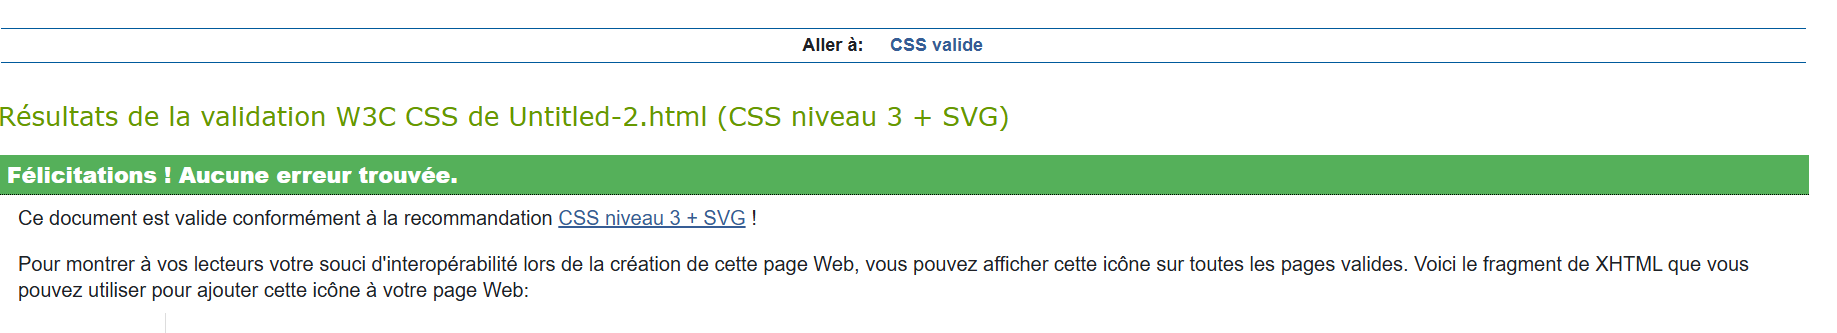 Aller à: CSS valide
Résultats de la validation W3C CSS de Untitled-2.html (CSS niveau 3 + SVG)
Félicitations ! Aucune erreur trouvée.
Ce document est valide conformément à la recommandation CSS niveau 3 + SVG !
Pour montrer à vos lecteurs votre souci d'interopérabilité lors de la création de cette page Web, vous pouvez afficher cette icône sur toutes les pages valides. Voici le fragment de XHTML que vous
pouvez utiliser pour ajouter cette icône à votre page Web: